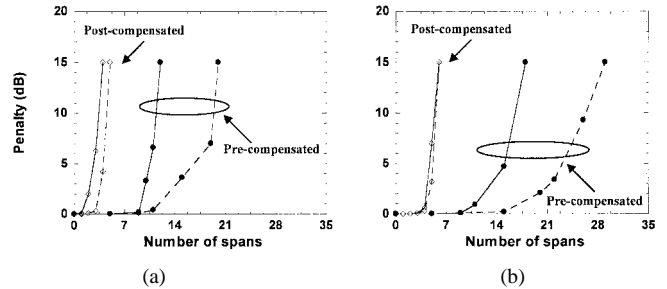 Post-compensated
Penalty (dB)
20
15
10
5
0
Pre-compensated
0 7 14 21 28 35
Number of spans
(a)
Post-compensated
20
15
10
5
0
Pre-compensated
0 7 14 21 28 35
Number of spans
(b)